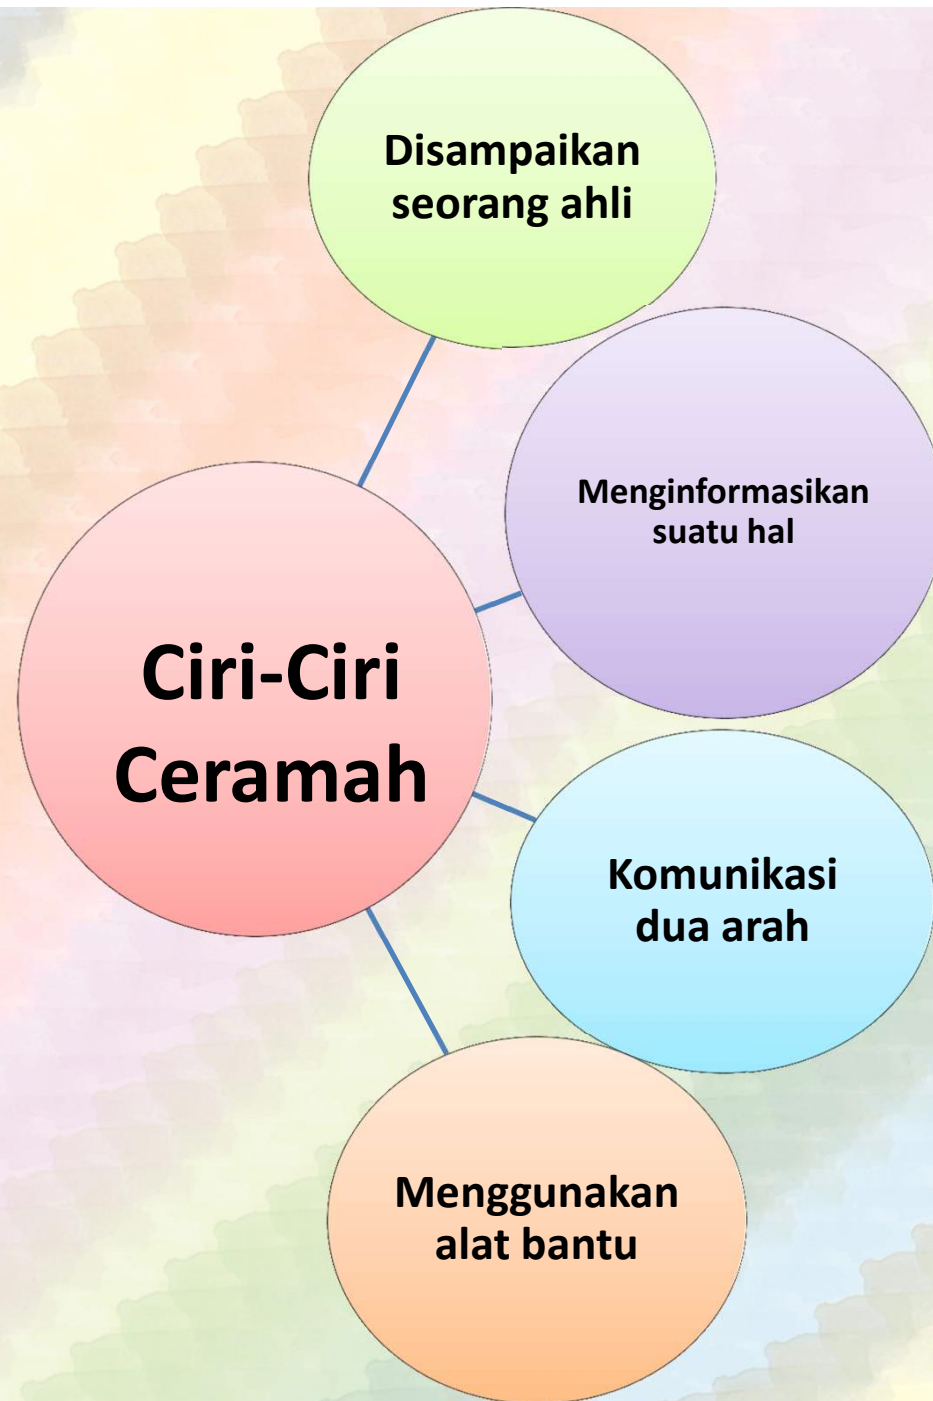 Disampaikan
seorang ahli
Menginformasikan
suatu hal
Ciri-Ciri
Ceramah
Komunikasi
dua arah
Menggunakan
alat bantu